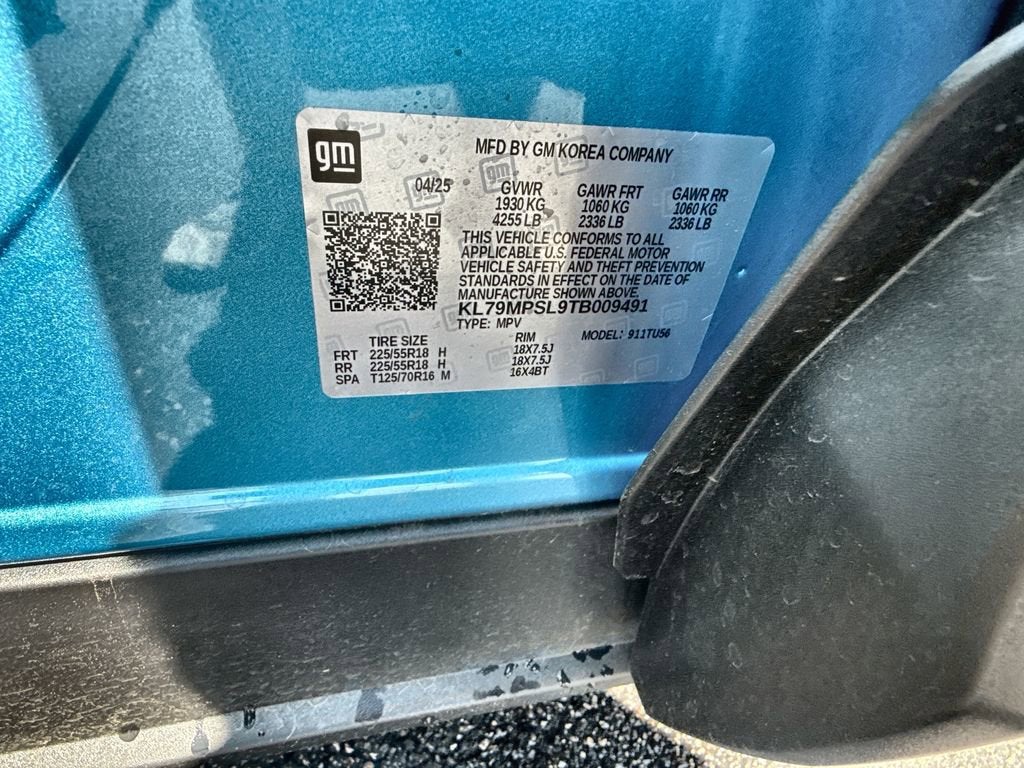 gm
MFD BY GM KOREA COMPANY
04/25 GVWR GAWR FRT GAWR RR
1930 KG 1060 KG 1060 KG
4255 LB 2336 LB 2336 LB
THIS VEHICLE CONFORMS TO ALL
APPLICABLE U.S. FEDERAL MOTOR
VEHICLE SAFETY AND THEFT PREVENTION
STANDARDS IN EFFECT ON THE DATE OF
MANUFACTURE SHOWN ABOVE.
KL79MPSL9TB009491
TYPE: MPV MODEL: 911TU56
TIRE SIZE RIM
FRT 225/55R18 H 18X7.5J
RR 225/55R18 H 18X7.5J
SPA T125/70R16 M 16X4BT